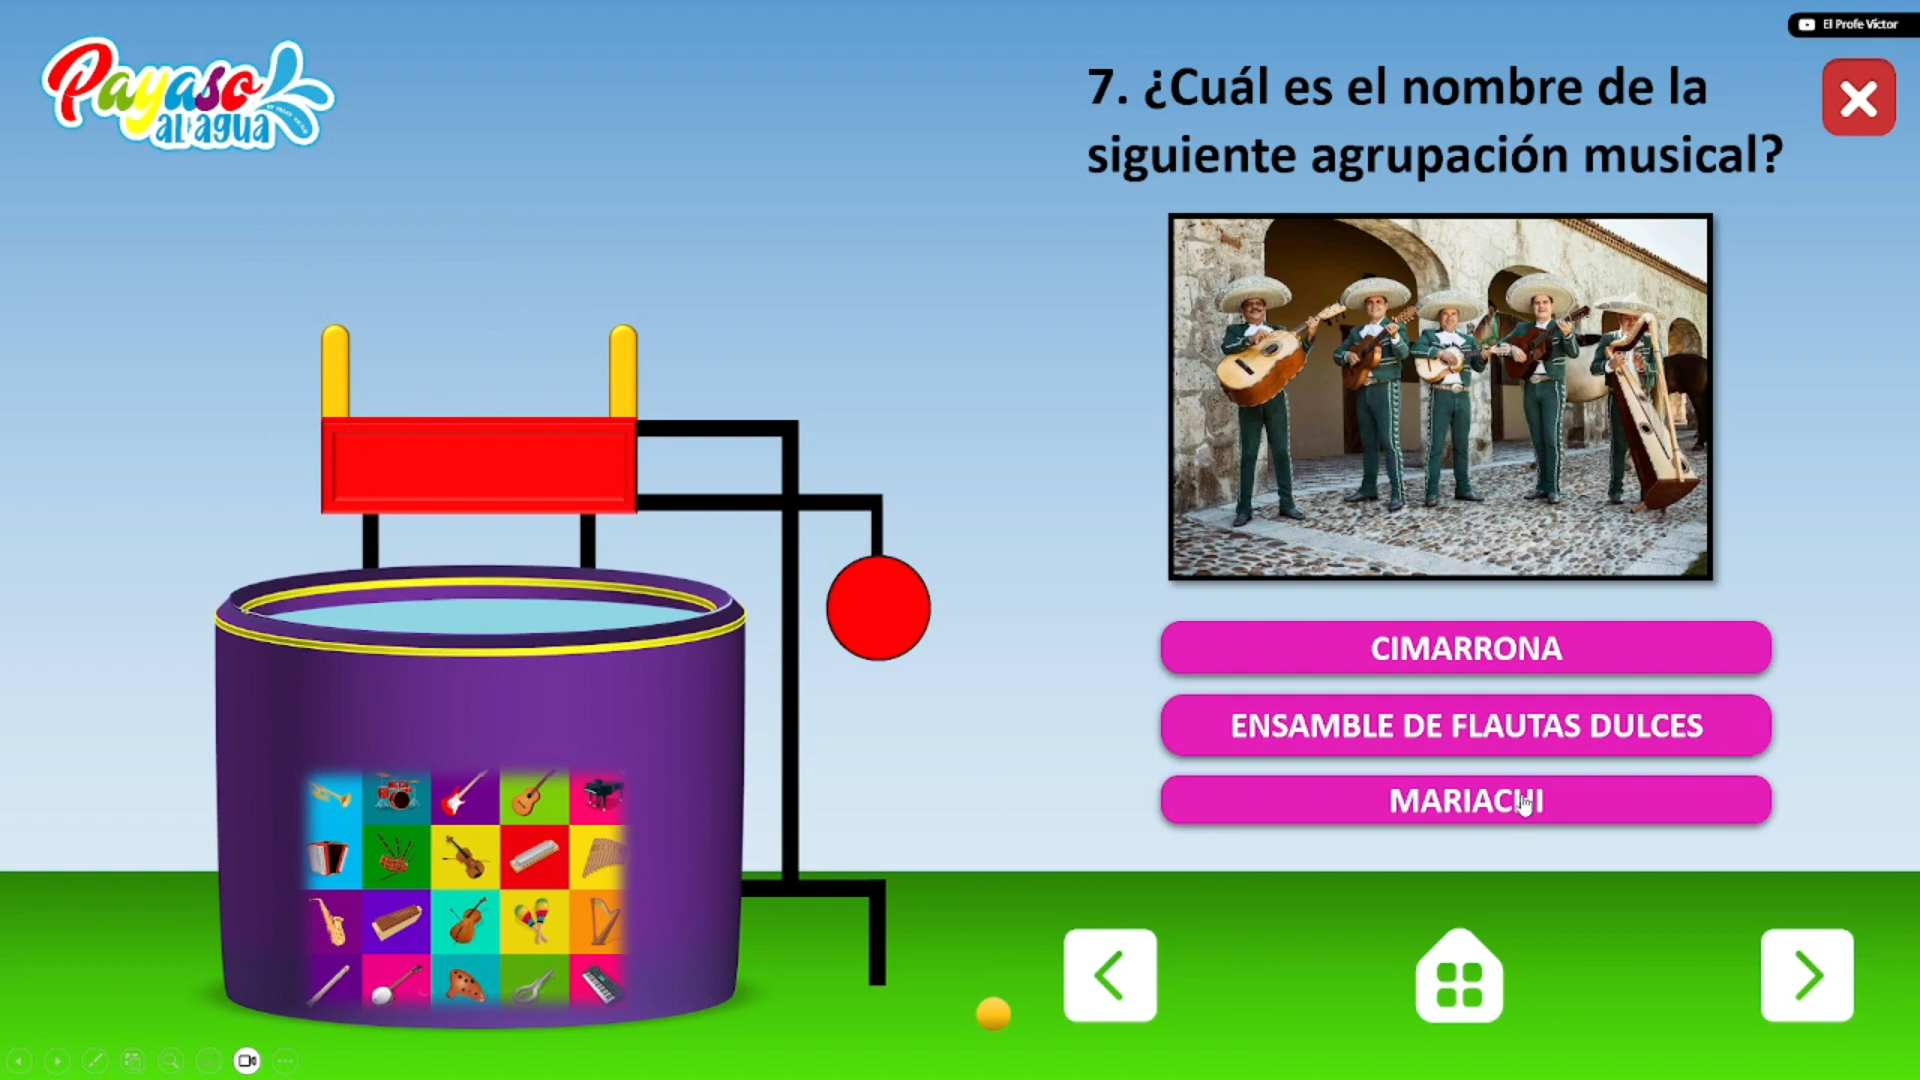 El Profe Víctor
Payaso
al agua
7. ¿Cuál es el nombre de la
siguiente agrupación musical?
CIMARRONA
ENSAMBLE DE FLAUTAS DULCES
MARIACHI